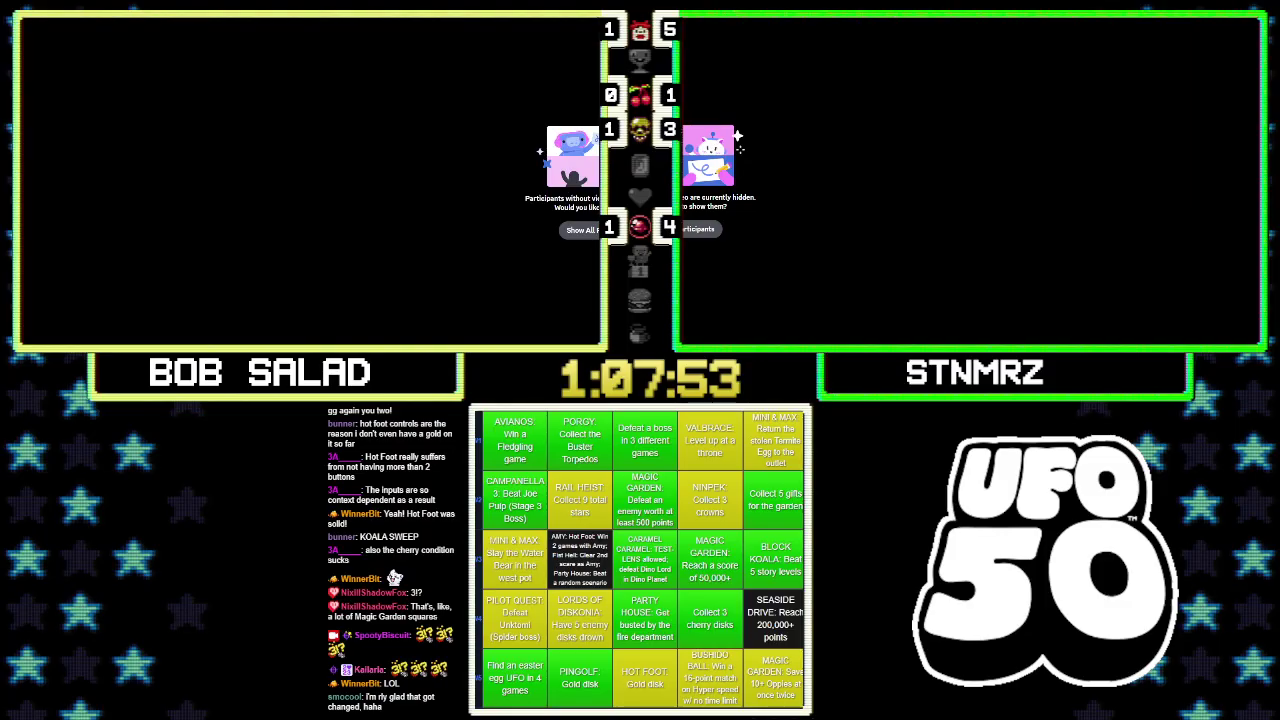 1 5
0 1
1 3
1 4
Participants without vi
Would you like
Show All P
eo are currently hidden.
to show them?
rticipants
BOB SALAD
1:07:53
STNMRZ
gg again you two!
bunner: hot foot controls are the
reason I don't even have a gold on
it so far
3A_____: Hot Foot really suffers
from not having more than 2
buttons
3A_____: The inputs are so
context dependent as a result
WinnerBit: Yeah! Hot Foot was
solid!
bunner: KOALA SWEEP
3A_____: also the cherry condition
sucks
WinnerBit:
NixillShadowFox: 3!?
NixillShadowFox: That's, like,
a lot of Magic Garden squares
SpootyBiscuit:
Kailaria:
WinnerBit: LOL
smocool: I'm rly glad that got
changed, haha
AVIANOS:
Win a
Fledgling
game
PORGY:
Collect the
Buster
Torpedos
Defeat a boss
in 3 different
games
VALBRACE:
Level up at a
throne
MINI & MAX:
Return the
stolen Termite
Egg to the
outlet
CAMPANELLA
3: Beat Joe
Pulp (Stage 3
Boss)
RAIL HEIST:
Collect 9 total
stars
MAGIC
GARDEN:
Defeat an
enemy worth at
least 500 points
NINPEK:
Collect 3
crowns
Collect 5 gifts
for the garden
MINI & MAX:
Slay the Water
Bear in the
west pot
AMY: Hot Foot: Win
2 games with Amy;
Fist Hell: Clear 2nd
scare as Amy;
Party House: Beat
a random scenario
CARAMEL
CARAMEL: TEST-
LENS allowed;
defeat Dino Lord
in Dino Planet
MAGIC
GARDEN:
Reach a score
of 50,000+
BLOCK
KOALA: Beat
5 story levels
PILOT QUEST:
Defeat
Unktomi
(Spider boss)
LORDS OF
DISKONIA:
Have 5 enemy
disks drown
PARTY
HOUSE: Get
busted by the
fire department
Collect 3
cherry disks
SEASIDE
DRIVE: Reach
200,000+
points
Find an easter
egg UFO in 4
games
PINGOLF:
Gold disk
HOT FOOT:
Gold disk
BUSHIDO
BALL: Win a
16-point match
on Hyper speed
w/ no time limit
MAGIC
GARDEN: Save
10+ Oppies at
once twice
UFO
50
™